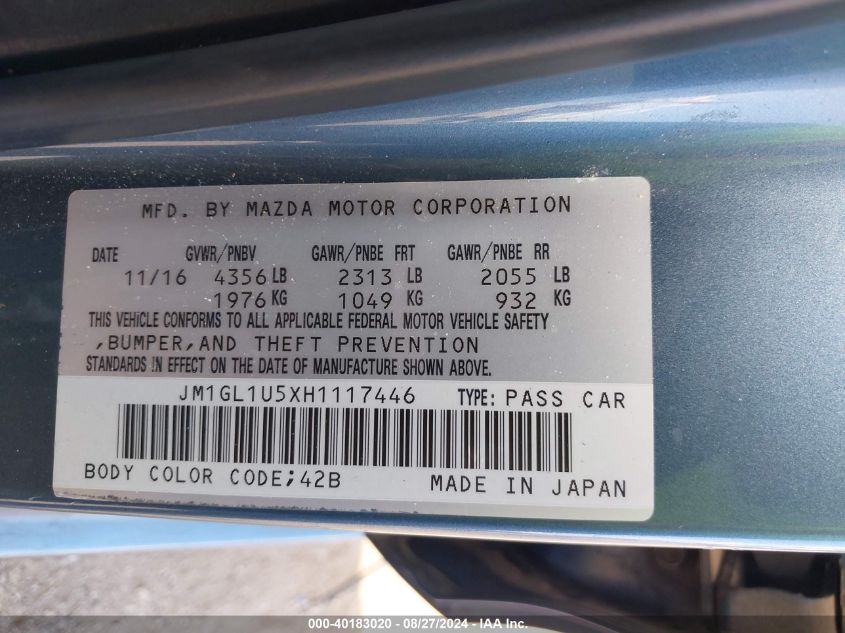 MFD. BY MAZDA MOTOR CORPORATION
DATE GVWR/PNBV GAWR/PNBE FRT GAWR/PNBE RR
11/16 4356 LB 2313 LB 2055 LB
1976 KG 1049 KG 932 KG
THIS VEHICLE CONFORMS TO ALL APPLICABLE FEDERAL MOTOR VEHICLE SAFETY
,BUMPER,AND THEFT PREVENTION
STANDARDS IN EFFECT ON THE DATE OF MANUFACTURE SHOWN ABOVE.
JM1GL1U5XH1117446 TYPE: PASS CAR
BODY COLOR CODE;42B MADE IN JAPAN
000-40183020 - 08/27/2024 - IAA Inc.